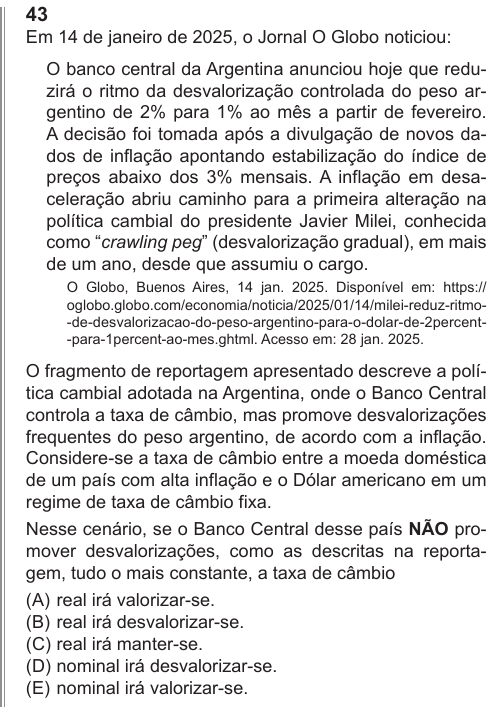 43
Em 14 de janeiro de 2025, o Jornal O Globo noticiou:
O banco central da Argentina anunciou hoje que redu-
zirá o ritmo da desvalorização controlada do peso ar-
gentino de 2% para 1% ao mês a partir de fevereiro.
A decisão foi tomada após a divulgação de novos da-
dos de inflação apontando estabilização do índice de
preços abaixo dos 3% mensais. A inflação em desa-
celeração abriu caminho para a primeira alteração na
política cambial do presidente Javier Milei, conhecida
como “crawling peg” (desvalorização gradual), em mais
de um ano, desde que assumiu o cargo.
O Globo, Buenos Aires, 14 jan. 2025. Disponível em: https://
oglobo.globo.com/economia/noticia/2025/01/14/milei-reduz-ritmo-
-de-desvalorizacao-do-peso-argentino-para-o-dolar-de-2percent-
-para-1percent-ao-mes.ghtml. Acesso em: 28 jan. 2025.
O fragmento de reportagem apresentado descreve a polí-
tica cambial adotada na Argentina, onde o Banco Central
controla a taxa de câmbio, mas promove desvalorizações
frequentes do peso argentino, de acordo com a inflação.
Considere-se a taxa de câmbio entre a moeda doméstica
de um país com alta inflação e o Dólar americano em um
regime de taxa de câmbio fixa.
Nesse cenário, se o Banco Central desse país NÃO pro-
mover desvalorizações, como as descritas na reporta-
gem, tudo o mais constante, a taxa de câmbio
(A) real irá valorizar-se.
(B) real irá desvalorizar-se.
(C) real irá manter-se.
(D) nominal irá desvalorizar-se.
(E) nominal irá valorizar-se.